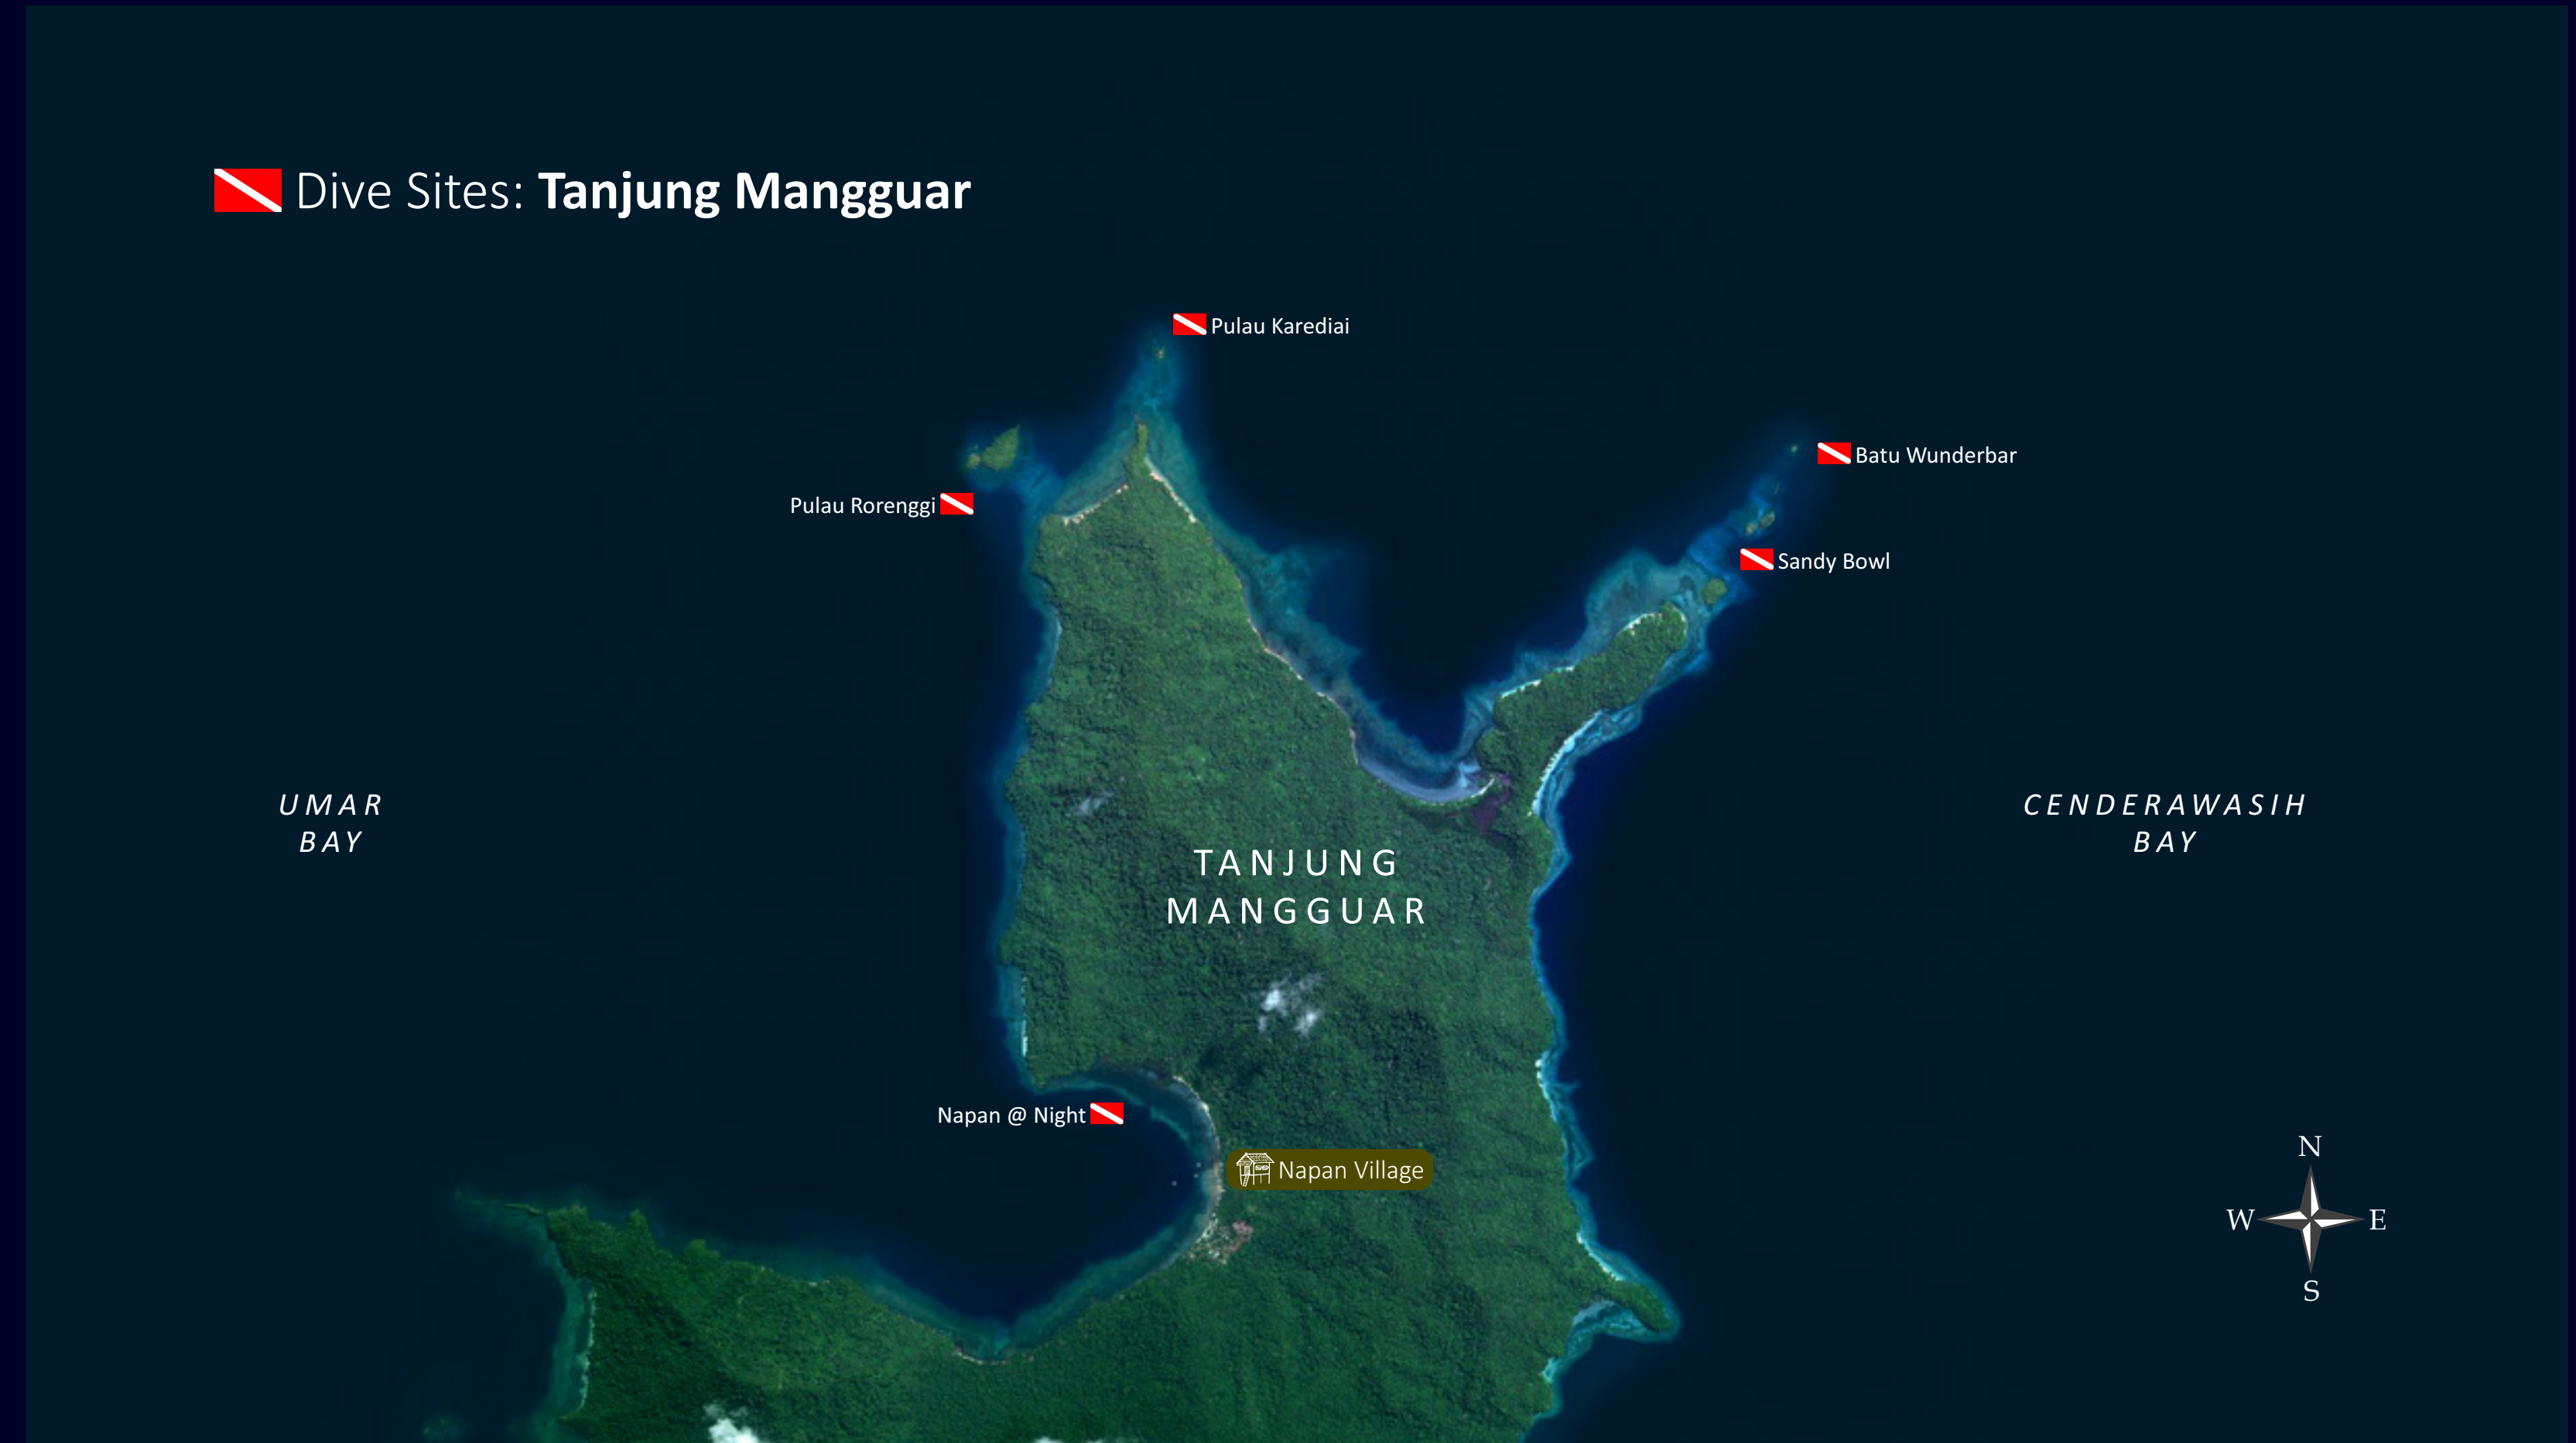 Dive Sites: Tanjung Mangguar
Pulau Karediai
Batu Wunderbar
Pulau Rorenggi
Sandy Bowl
UMAR
BAY
CENDERAWASIH
BAY
TANJUNG
MANGGUAR
Napan @ Night
Napan Village
N
W
E
S